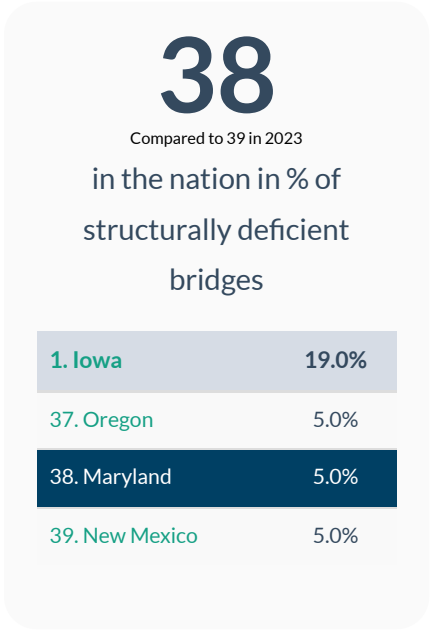 38
Compared to 39 in 2023
in the nation in % of
structurally deficient
bridges
1. Iowa 19.0%
37. Oregon 5.0%
38. Maryland 5.0%
39. New Mexico 5.0%